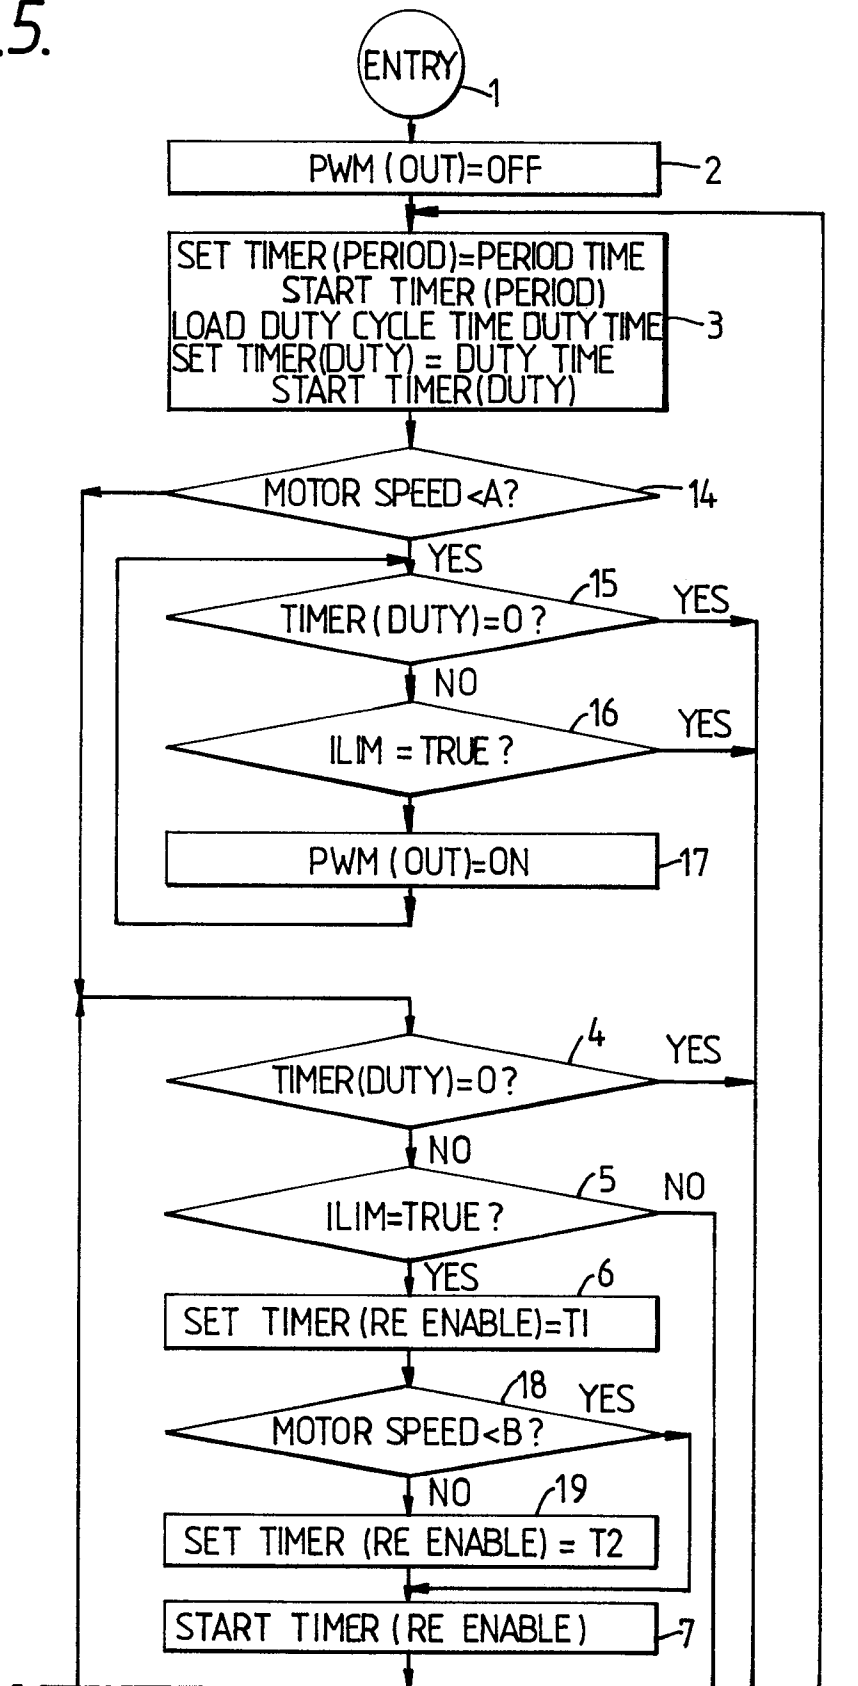 .5.
ENTRY
1
PWM (OUT)=OFF
2
SET TIMER (PERIOD)=PERIOD TIME
START TIMER (PERIOD)
LOAD DUTY CYCLE TIME DUTY TIME
SET TIMER(DUTY) = DUTY TIME
START TIMER(DUTY)
3
MOTOR SPEED<A?
14
YES
15
TIMER(DUTY)=0?
YES
NO
16
ILIM = TRUE?
YES
PWM (OUT)=ON
17
4
TIMER(DUTY)=0?
YES
NO
5
ILIM=TRUE?
NO
YES
6
SET TIMER (RE ENABLE)=T1
18
YES
MOTOR SPEED<B?
NO
19
SET TIMER (RE ENABLE) = T2
START TIMER (RE ENABLE)
7